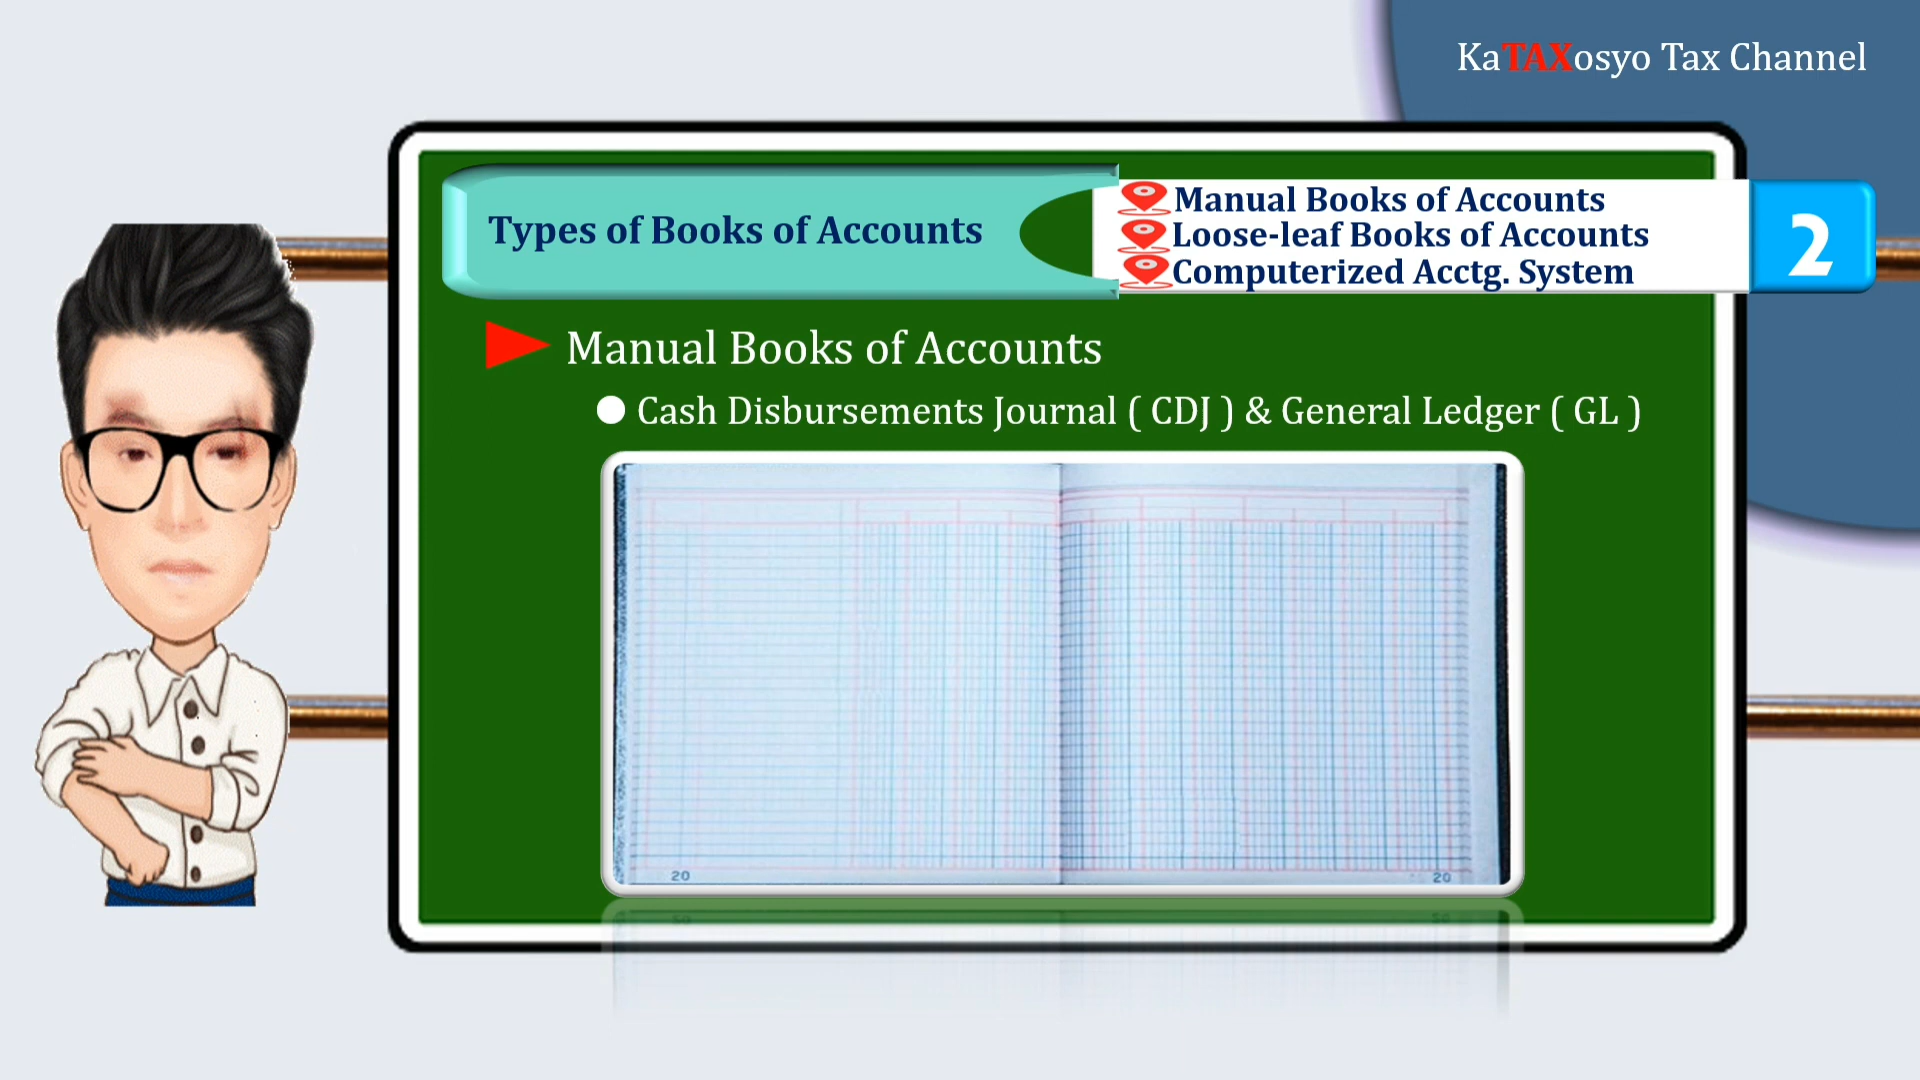 KaTAXosyo Tax Channel
Types of Books of Accounts
Manual Books of Accounts
Loose-leaf Books of Accounts
Computerized Acctg. System
2
Manual Books of Accounts
Cash Disbursements Journal ( CDJ ) & General Ledger ( GL )
20
20